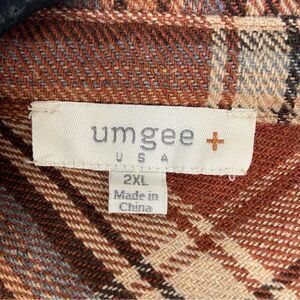 umgee +
USA
2XL
Made in
China